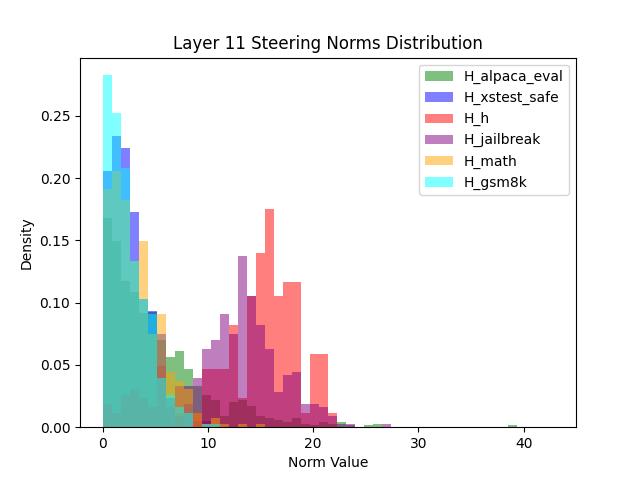 Layer 11 Steering Norms Distribution
H_alpaca_eval
H_xstest_safe
H_h
H_jailbreak
H_math
H_gsm8k
0.25
0.20
0.15
0.10
0.05
0.00
Density
0 10 20 30 40
Norm Value